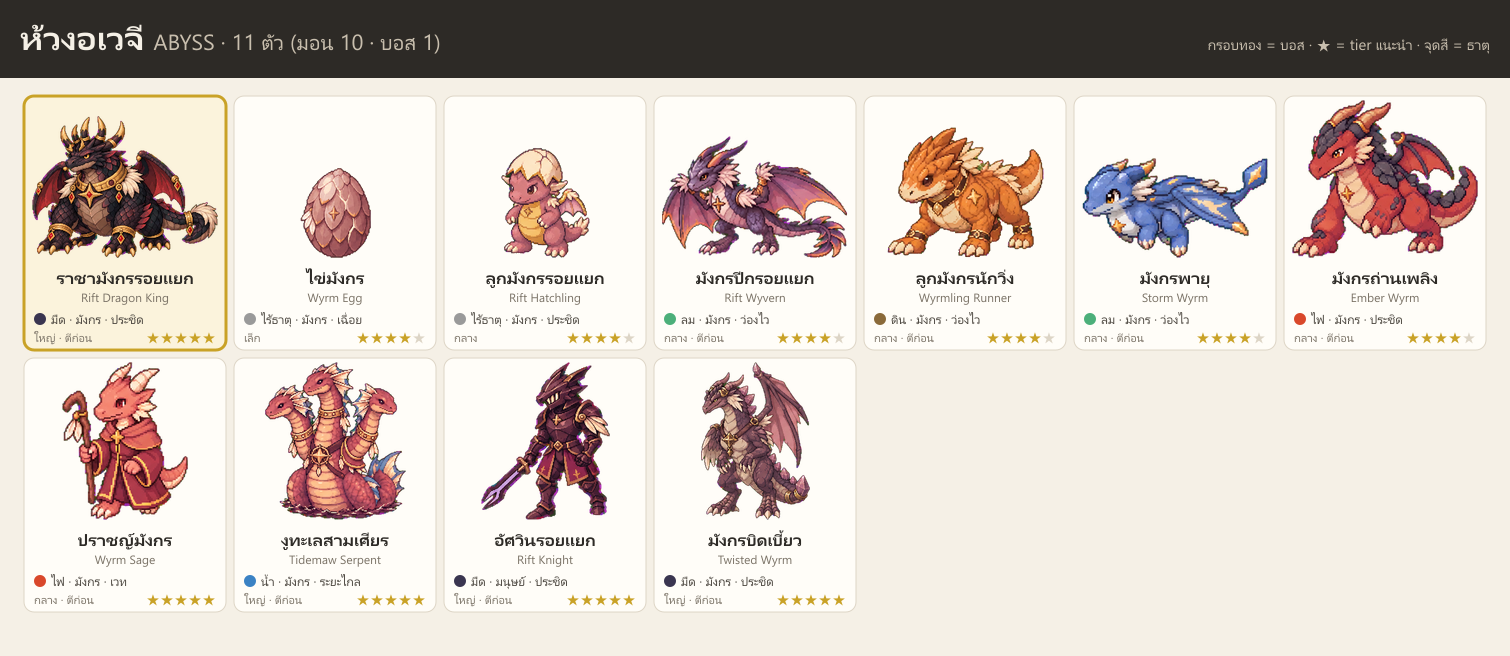 ห้วงอเวจี ABYSS · 11 ตัว (มอน 10 · บอส 1)
กรอบทอง = บอส · ★ = tier แนะนำ · จุดสี = ธาตุ
ราชามังกรรอยแยก
Rift Dragon King
มืด · มังกร · ประชิด
ใหญ่ · ตีก่อน ★★★★★
ไข่มังกร
Wyrm Egg
ไร้ธาตุ · มังกร · เฉื่อย
เล็ก ★★★★★
ลูกมังกรรอยแยก
Rift Hatchling
ไร้ธาตุ · มังกร · ประชิด
กลาง ★★★★★
มังกรปีกรอยแยก
Rift Wyvern
ลม · มังกร · ว่องไว
กลาง · ตีก่อน ★★★★★
ลูกมังกรนักวิ่ง
Wyrmling Runner
ดิน · มังกร · ว่องไว
กลาง · ตีก่อน ★★★★★
มังกรพายุ
Storm Wyrm
ลม · มังกร · ว่องไว
กลาง · ตีก่อน ★★★★★
มังกรถ่านเพลิง
Ember Wyrm
ไฟ · มังกร · ประชิด
กลาง · ตีก่อน ★★★★★
ปราชญ์มังกร
Wyrm Sage
ไฟ · มังกร · เวท
กลาง · ตีก่อน ★★★★★
งูทะเลสามเศียร
Tidemaw Serpent
น้ำ · มังกร · ระยะไกล
ใหญ่ · ตีก่อน ★★★★★
อัศวินรอยแยก
Rift Knight
มืด · มนุษย์ · ประชิด
ใหญ่ · ตีก่อน ★★★★★
มังกรบิดเบี้ยว
Twisted Wyrm
มืด · มังกร · ประชิด
ใหญ่ · ตีก่อน ★★★★★